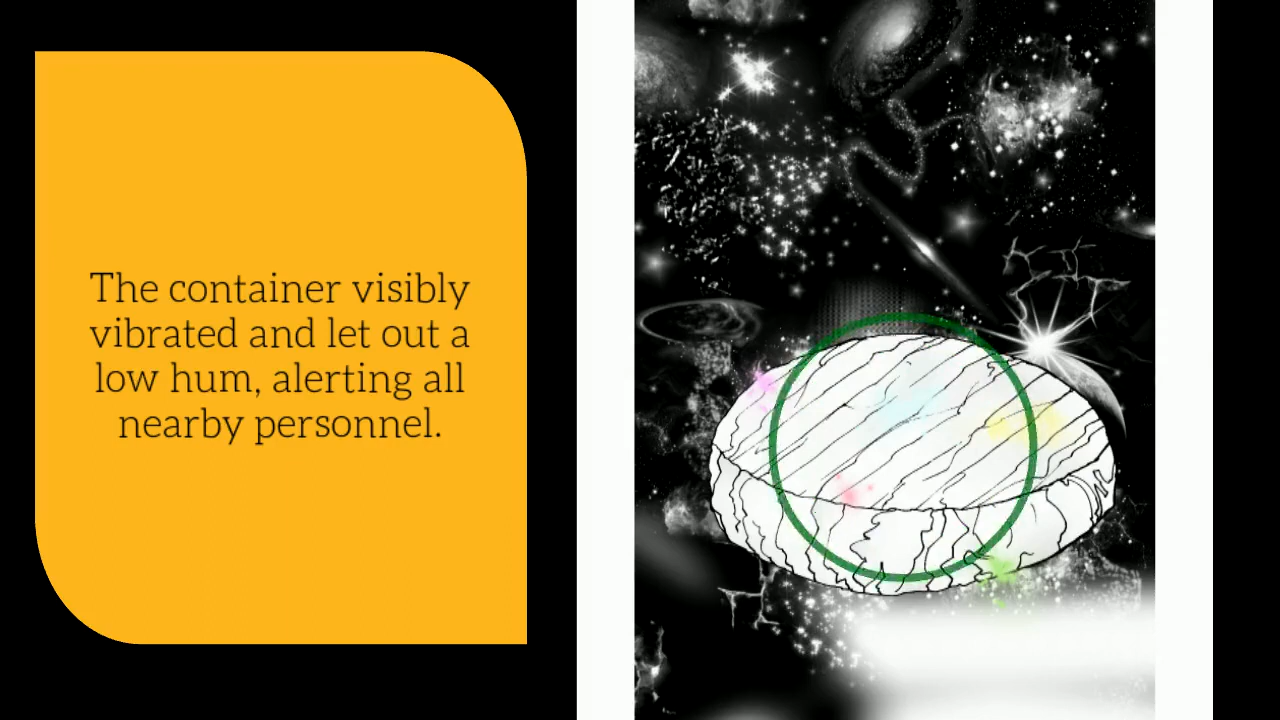 The container visibly
vibrated and let out a
low hum, alerting all
nearby personnel.